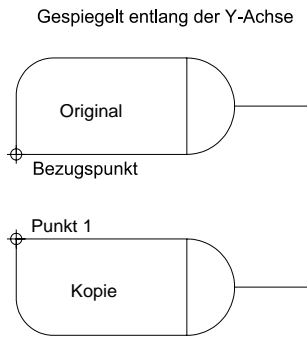 Gespiegelt entlang der Y-Achse
Original
Bezugspunkt
Punkt 1
Kopie